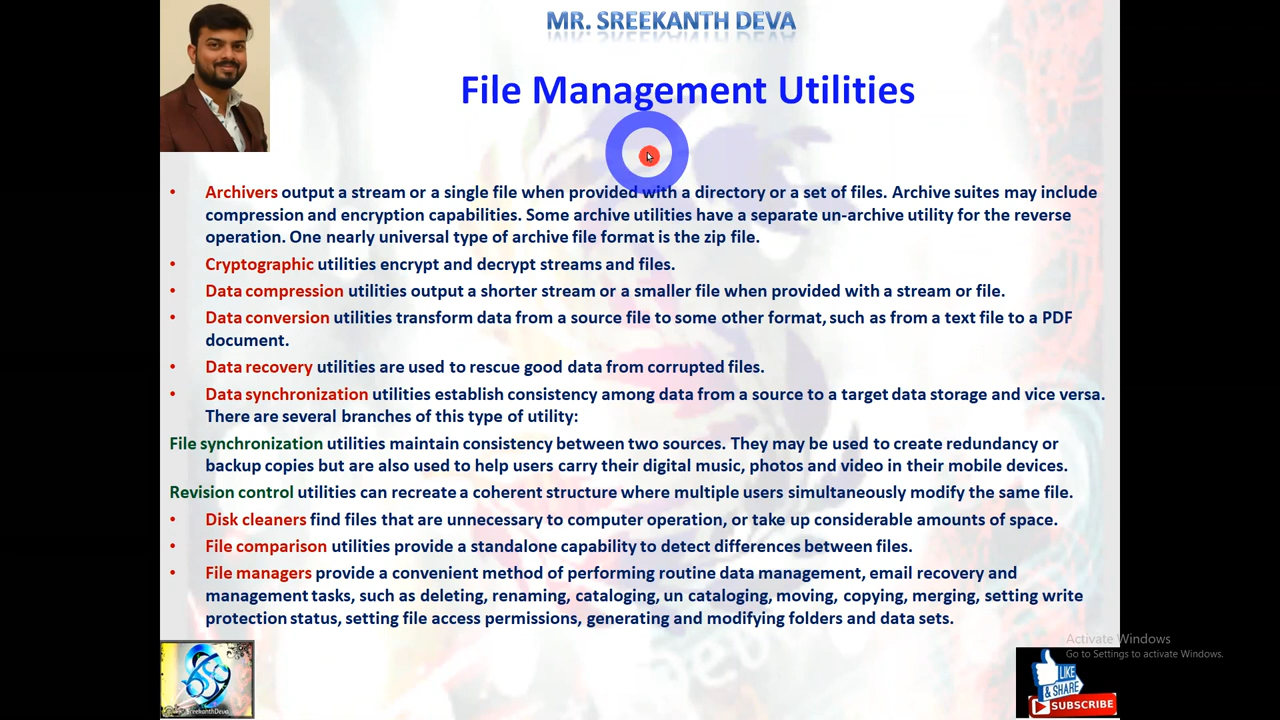 MR. SREEKANTH DEVA
File Management Utilities
• Archivers output a stream or a single file when provided with a directory or a set of files. Archive suites may include
compression and encryption capabilities. Some archive utilities have a separate un-archive utility for the reverse
operation. One nearly universal type of archive file format is the zip file.
• Cryptographic utilities encrypt and decrypt streams and files.
• Data compression utilities output a shorter stream or a smaller file when provided with a stream or file.
• Data conversion utilities transform data from a source file to some other format, such as from a text file to a PDF
document.
• Data recovery utilities are used to rescue good data from corrupted files.
• Data synchronization utilities establish consistency among data from a source to a target data storage and vice versa.
There are several branches of this type of utility:
File synchronization utilities maintain consistency between two sources. They may be used to create redundancy or
backup copies but are also used to help users carry their digital music, photos and video in their mobile devices.
Revision control utilities can recreate a coherent structure where multiple users simultaneously modify the same file.
• Disk cleaners find files that are unnecessary to computer operation, or take up considerable amounts of space.
• File comparison utilities provide a standalone capability to detect differences between files.
• File managers provide a convenient method of performing routine data management, email recovery and
management tasks, such as deleting, renaming, cataloging, un cataloging, moving, copying, merging, setting write
protection status, setting file access permissions, generating and modifying folders and data sets.
Activate Windows
Go to Settings to activate Windows.
LIKE
& SHARE
SUBSCRIBE
SreekanthDeva